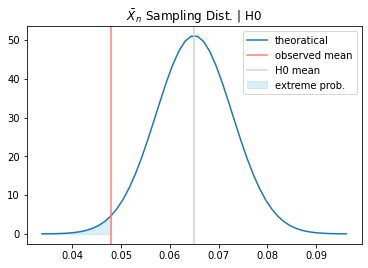 X̄n Sampling Dist. | H0
theoratical
observed mean
H0 mean
extreme prob.
50
40
30
20
10
0
0.04 0.05 0.06 0.07 0.08 0.09